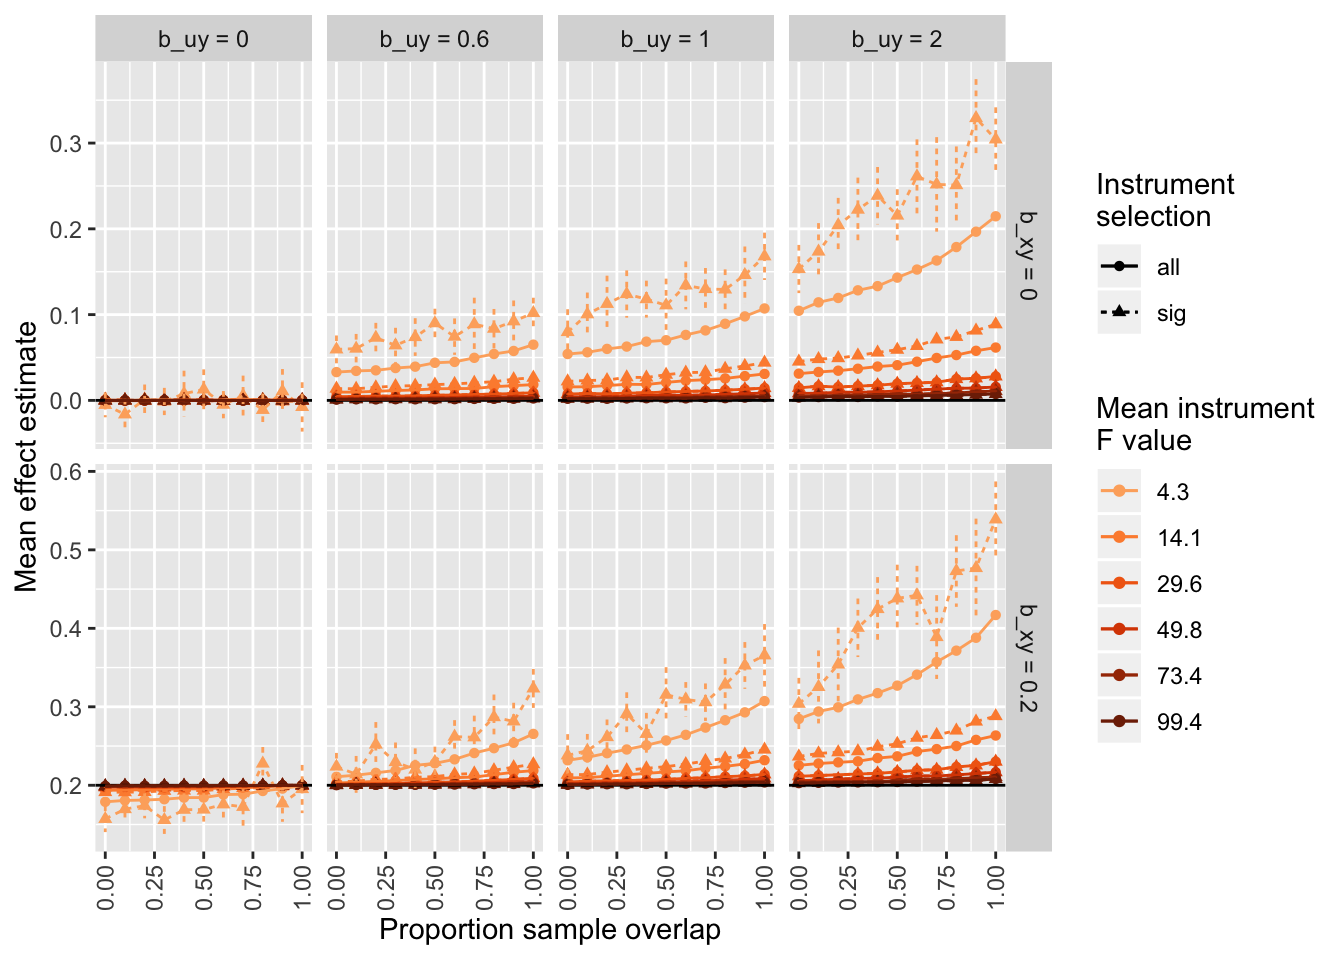 b_uy = 0
b_uy = 0.6
b_uy = 1
b_uy = 2
0.3
0.2
0.1
0.0
b_xy = 0
0.6
0.5
0.4
0.3
0.2
b_xy = 0.2
Mean effect estimate
0.00
0.25
0.50
0.75
1.00
0.00
0.25
0.50
0.75
1.00
0.00
0.25
0.50
0.75
1.00
0.00
0.25
0.50
0.75
1.00
Proportion sample overlap
Instrument
selection
all
sig
Mean instrument
F value
4.3
14.1
29.6
49.8
73.4
99.4